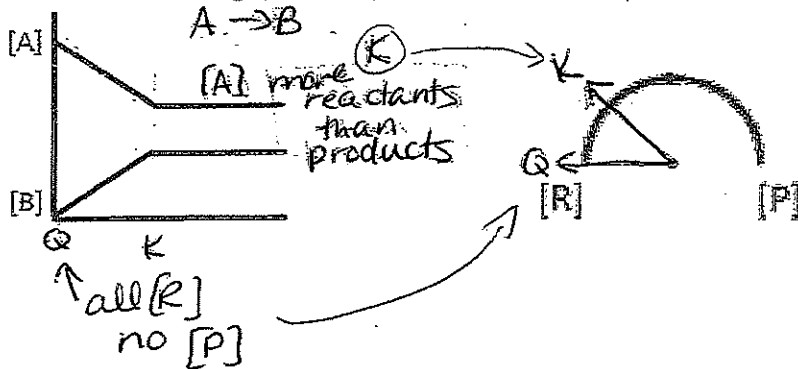 A → B
[A]
K
[A] more
reactants
than
products
[B]
Q K
↑ all [R]
no [P]
K
Q
[R] [P]